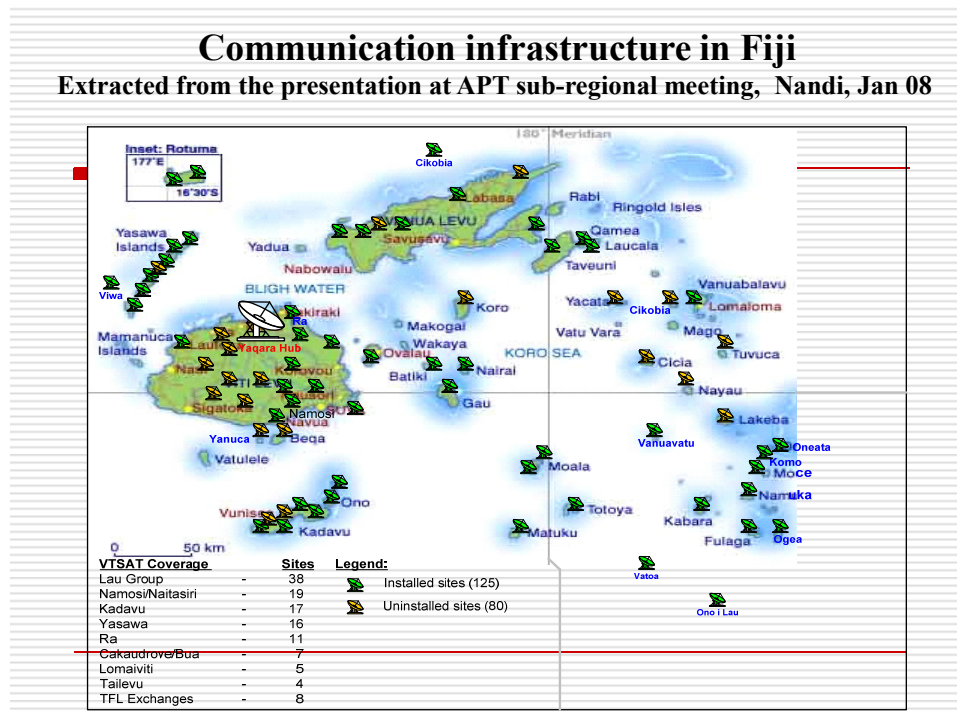 Communication infrastructure in Fiji
Extracted from the presentation at APT sub-regional meeting, Nandi, Jan 08
180° Meridian
Inset: Rotuma
177°E
16°30'S
Cikobia
Labasa
Rabi
Ringold Isles
VANUA LEVU
Savusavu
Qamea
Laucala
Yasawa
Islands
Yadua
Taveuni
Nabowalu
BLIGH WATER
Viwa
Vanuabalavu
Koro
Yacata
Cikobia
Lomaloma
Ra
Makogai
Vatu Vara
Mago
Mamanuca
Islands
Wakaya
Yaqara Hub
Ovalau
KORO SEA
Tuvuca
Cicia
Korovou
Batiki
Nairai
Nayau
Sigatoka
Gau
Namosi
Navua
Lakeba
Yanuca
Beqa
Vanuavatu
Oneata
Vatulele
Komo
Moala
Moce
Namuka
Ono
Vunisea
Totoya
Kabara
Kadavu
Matuku
Fulaga
Ogea
0 50 km
Vatoa
Ono i Lau
VTSAT Coverage Sites
Lau Group - 38
Namosi/Naitasiri - 19
Kadavu - 17
Yasawa - 16
Ra - 11
Cakaudrove/Bua - 7
Lomaiviti - 5
Tailevu - 4
TFL Exchanges - 8
Legend:
Installed sites (125)
Uninstalled sites (80)